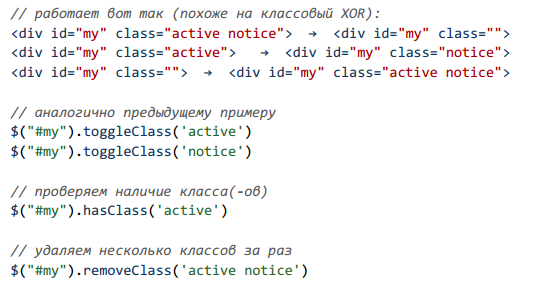 // работает вот так (похоже на классовый XOR):
<div id="my" class="active notice"> → <div id="my" class="">
<div id="my" class="active"> → <div id="my" class="notice">
<div id="my" class=""> → <div id="my" class="active notice">
// аналогично предыдущему примеру
$("#my").toggleClass('active')
$("#my").toggleClass('notice')
// проверяем наличие класса(-ов)
$("#my").hasClass('active')
// удаляем несколько классов за раз
$("#my").removeClass('active notice')